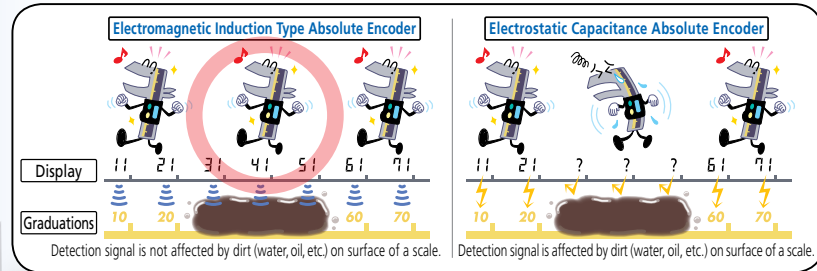 Electromagnetic Induction Type Absolute Encoder
Electrostatic Capacitance Absolute Encoder
Display
11 21 31 41 51 61 71
11 21 ? ? ? 61 71
Graduations
10 20 60 70
10 20 60 70
Detection signal is not affected by dirt (water, oil, etc.) on surface of a scale.
Detection signal is affected by dirt (water, oil, etc.) on surface of a scale.